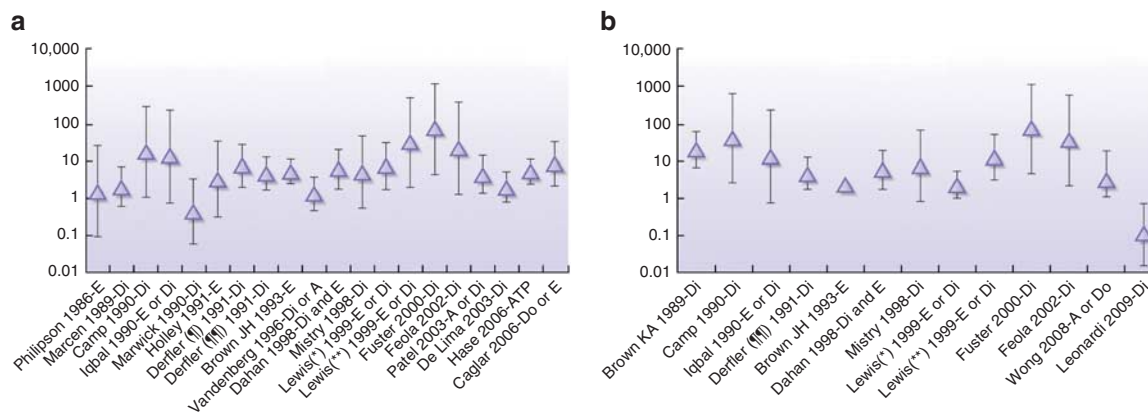 a
10,000
1000
100
10
1
0.1
0.01
Philipson 1986-E
Marcen 1989-Di
Camp 1990-Di
Iqbal 1990-E or Di
Marwick 1990-Di
Holley 1991-E
Derfler (¶) 1991-Di
Derfler (¶¶) 1991-Di
Brown JH 1993-E
Vandenberg 1996-Di or A
Dahan 1998-Di and E
Mistry 1998-Di
Lewis(*) 1999-E or Di
Lewis(**) 1999-E or Di
Fuster 2000-Di
Feola 2002-Di
Patel 2003-A or Di
De Lima 2003-Di
Hase 2006-ATP
Caglar 2006-Do or E
b
10,000
1000
100
10
1
0.1
0.01
Brown KA 1989-Di
Camp 1990-Di
Iqbal 1990-E or Di
Derfler (¶¶) 1991-Di
Brown JH 1993-E
Dahan 1998-Di and E
Mistry 1998-Di
Lewis(*) 1999-E or Di
Lewis(**) 1999-E or Di
Fuster 2000-Di
Feola 2002-Di
Wong 2008-A or Do
Leonardi 2009-Di